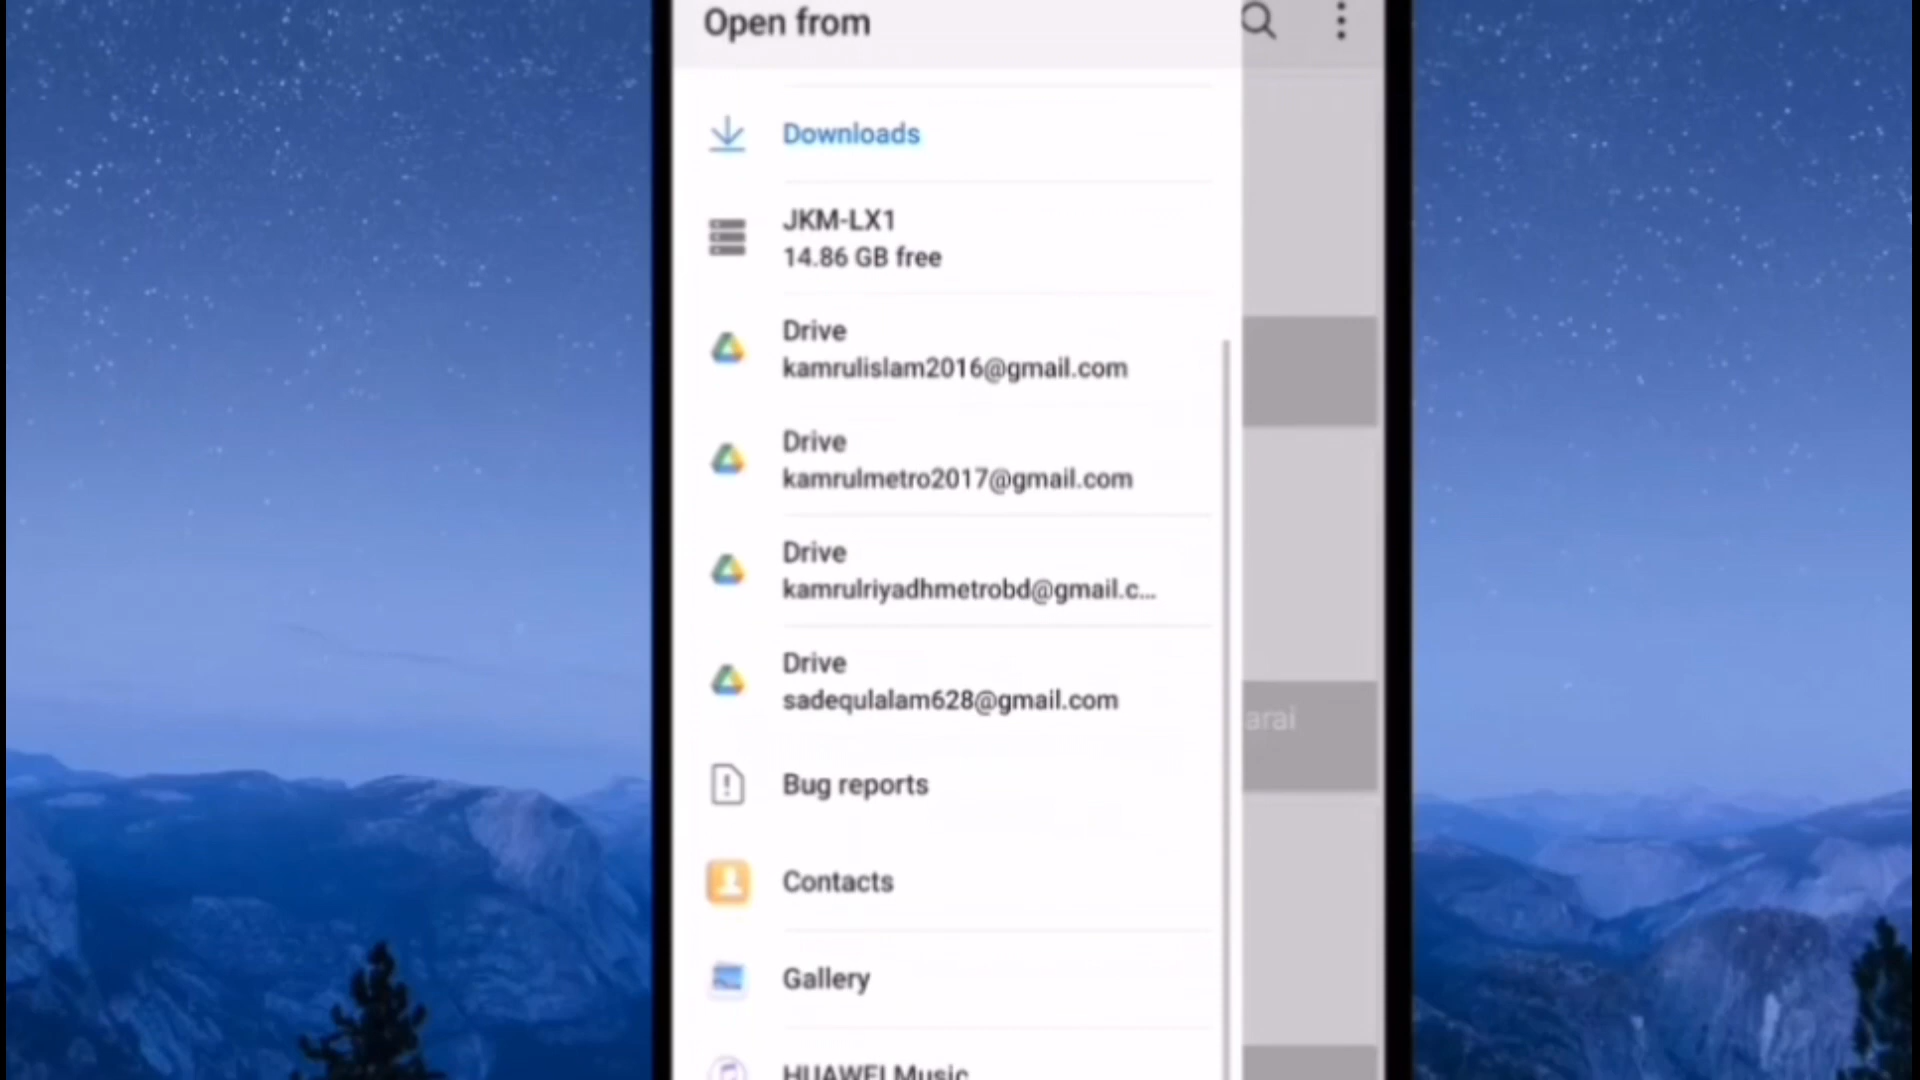 Open from
Downloads
JKM-LX1
14.86 GB free
Drive
kamrulislam2016@gmail.com
Drive
kamrulmetro2017@gmail.com
Drive
kamrulriyadhmetrobd@gmail.c...
Drive
sadequlalam628@gmail.com
arai
Bug reports
Contacts
Gallery
HUAWEI Music